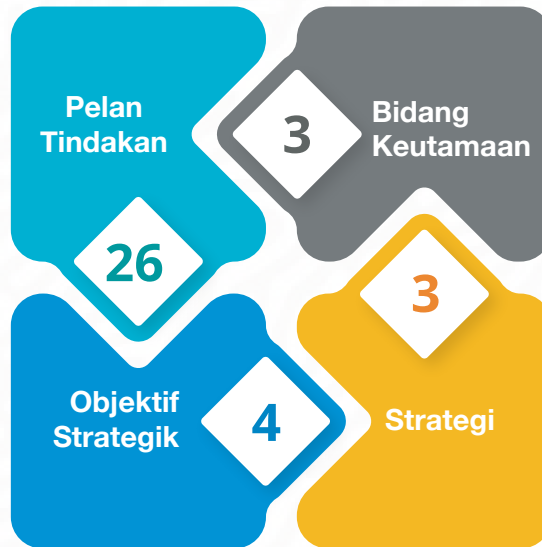 Pelan
Tindakan
26
3
Bidang
Keutamaan
Objektif
Strategik
4
3
Strategi